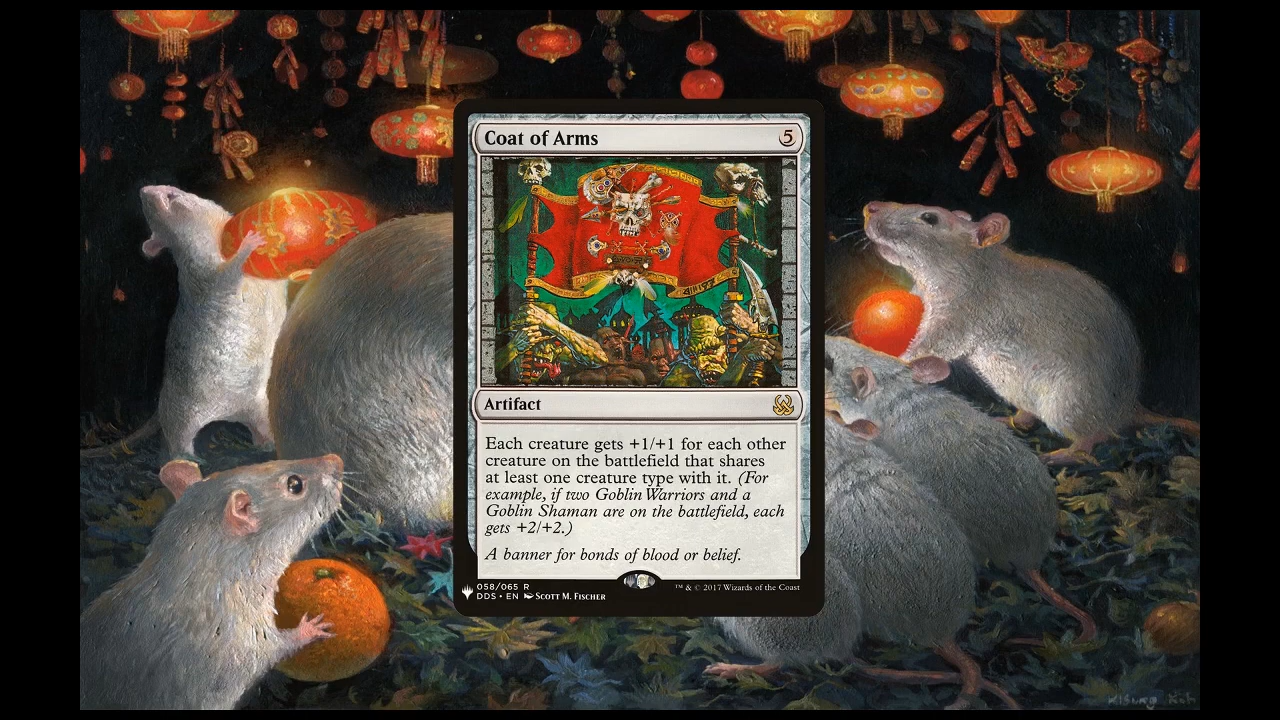 Coat of Arms 5
Artifact
Each creature gets +1/+1 for each other
creature on the battlefield that shares
at least one creature type with it. (For
example, if two Goblin Warriors and a
Goblin Shaman are on the battlefield, each
gets +2/+2.)
A banner for bonds of blood or belief.
058/065 R
DDS • EN Scott M. Fischer
™ & © 2017 Wizards of the Coast